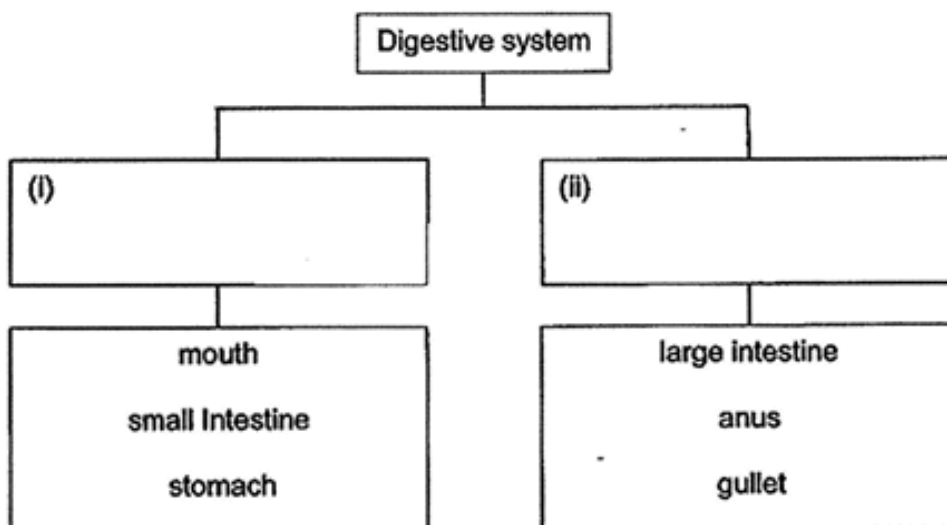 Digestive system
(i)
(ii)
mouth
small Intestine
stomach
large intestine
anus
gullet